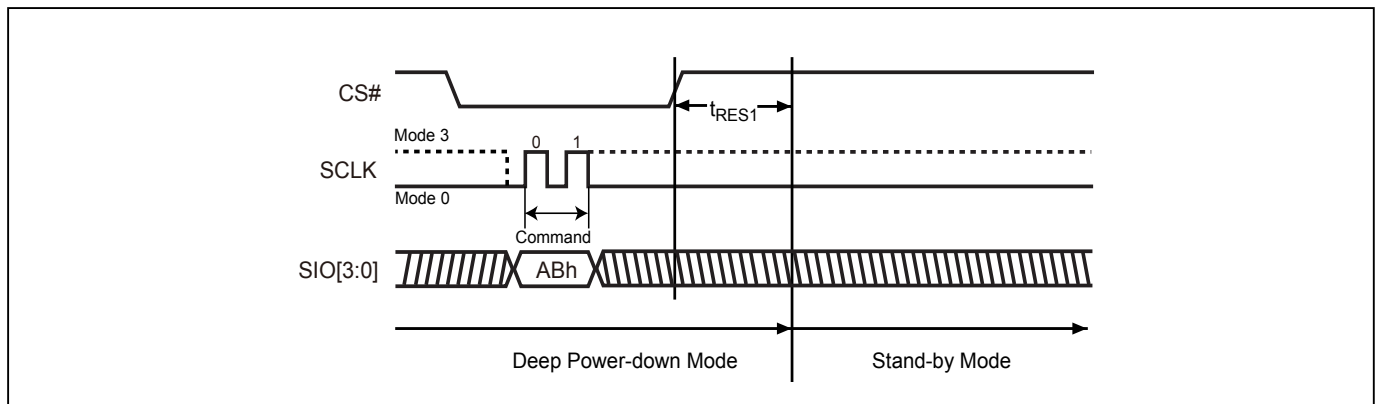 CS#
tRES1
Mode 3
0 1
SCLK
Mode 0
Command
SIO[3:0]
ABh
Deep Power-down Mode
Stand-by Mode